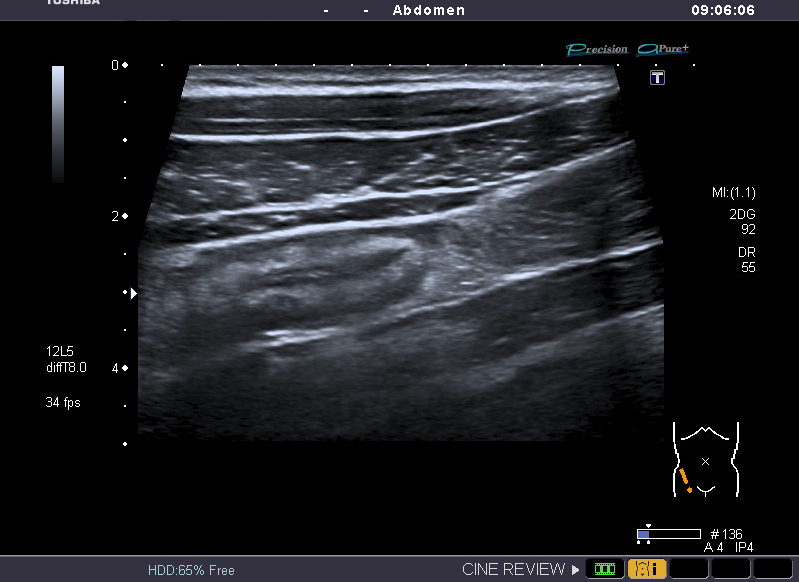 TOSHIBA
- - Abdomen 09:06:06
Precision APure+
T
0
2
4
MI:(1.1)
2DG
92
DR
55
12L5
diffT8.0
34 fps
#136
A 4 IP4
HDD:65% Free
CINE REVIEW
i